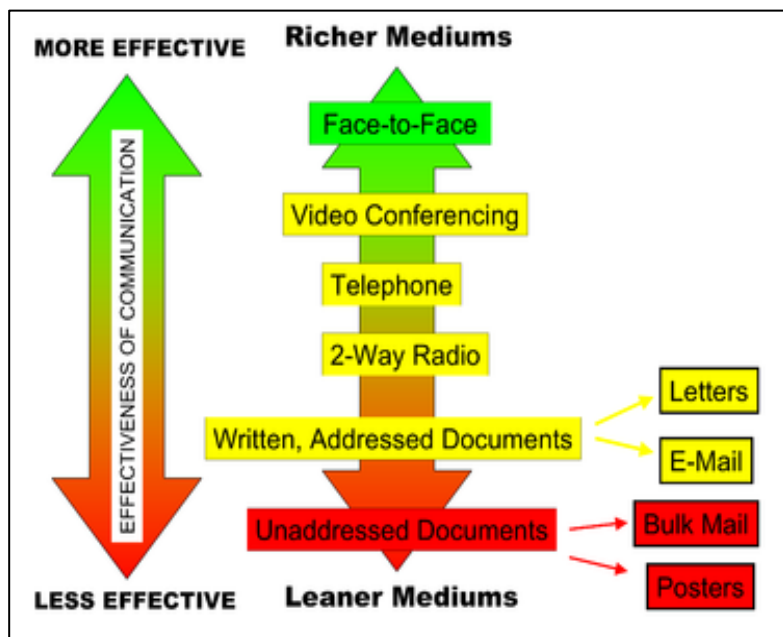 MORE EFFECTIVE
Richer Mediums
Face-to-Face
Video Conferencing
Telephone
2-Way Radio
Written, Addressed Documents
Letters
E-Mail
Unaddressed Documents
Bulk Mail
Posters
EFFECTIVENESS OF COMMUNICATION
LESS EFFECTIVE
Leaner Mediums